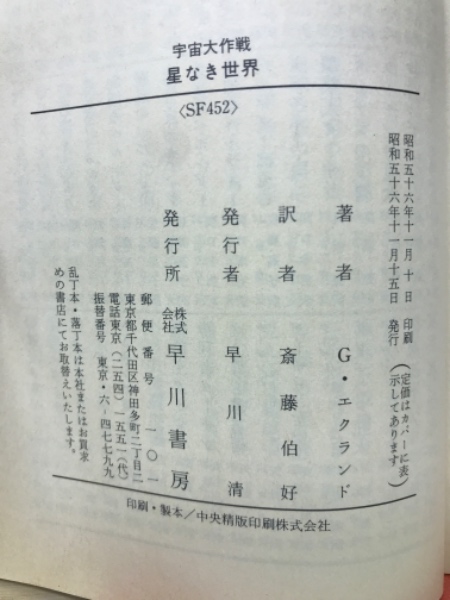 宇宙大作戦
星なき世界
〈SF452〉
昭和五十六年十一月十日 印刷
昭和五十六年十一月十五日 発行
(定価はカバーに表
示してあります)
著者 G・エクランド
訳者 斎藤伯好
発行者 早川清
発行所 株式会社 早川書房
郵便番号 一〇一
東京都千代田区神田多町二丁目二
電話東京(二五四)一五五一(代)
振替番号 東京・六-四七七九九
乱丁本・落丁本は本社またはお買求
めの書店にてお取替えいたします。
印刷・製本/中央精版印刷株式会社